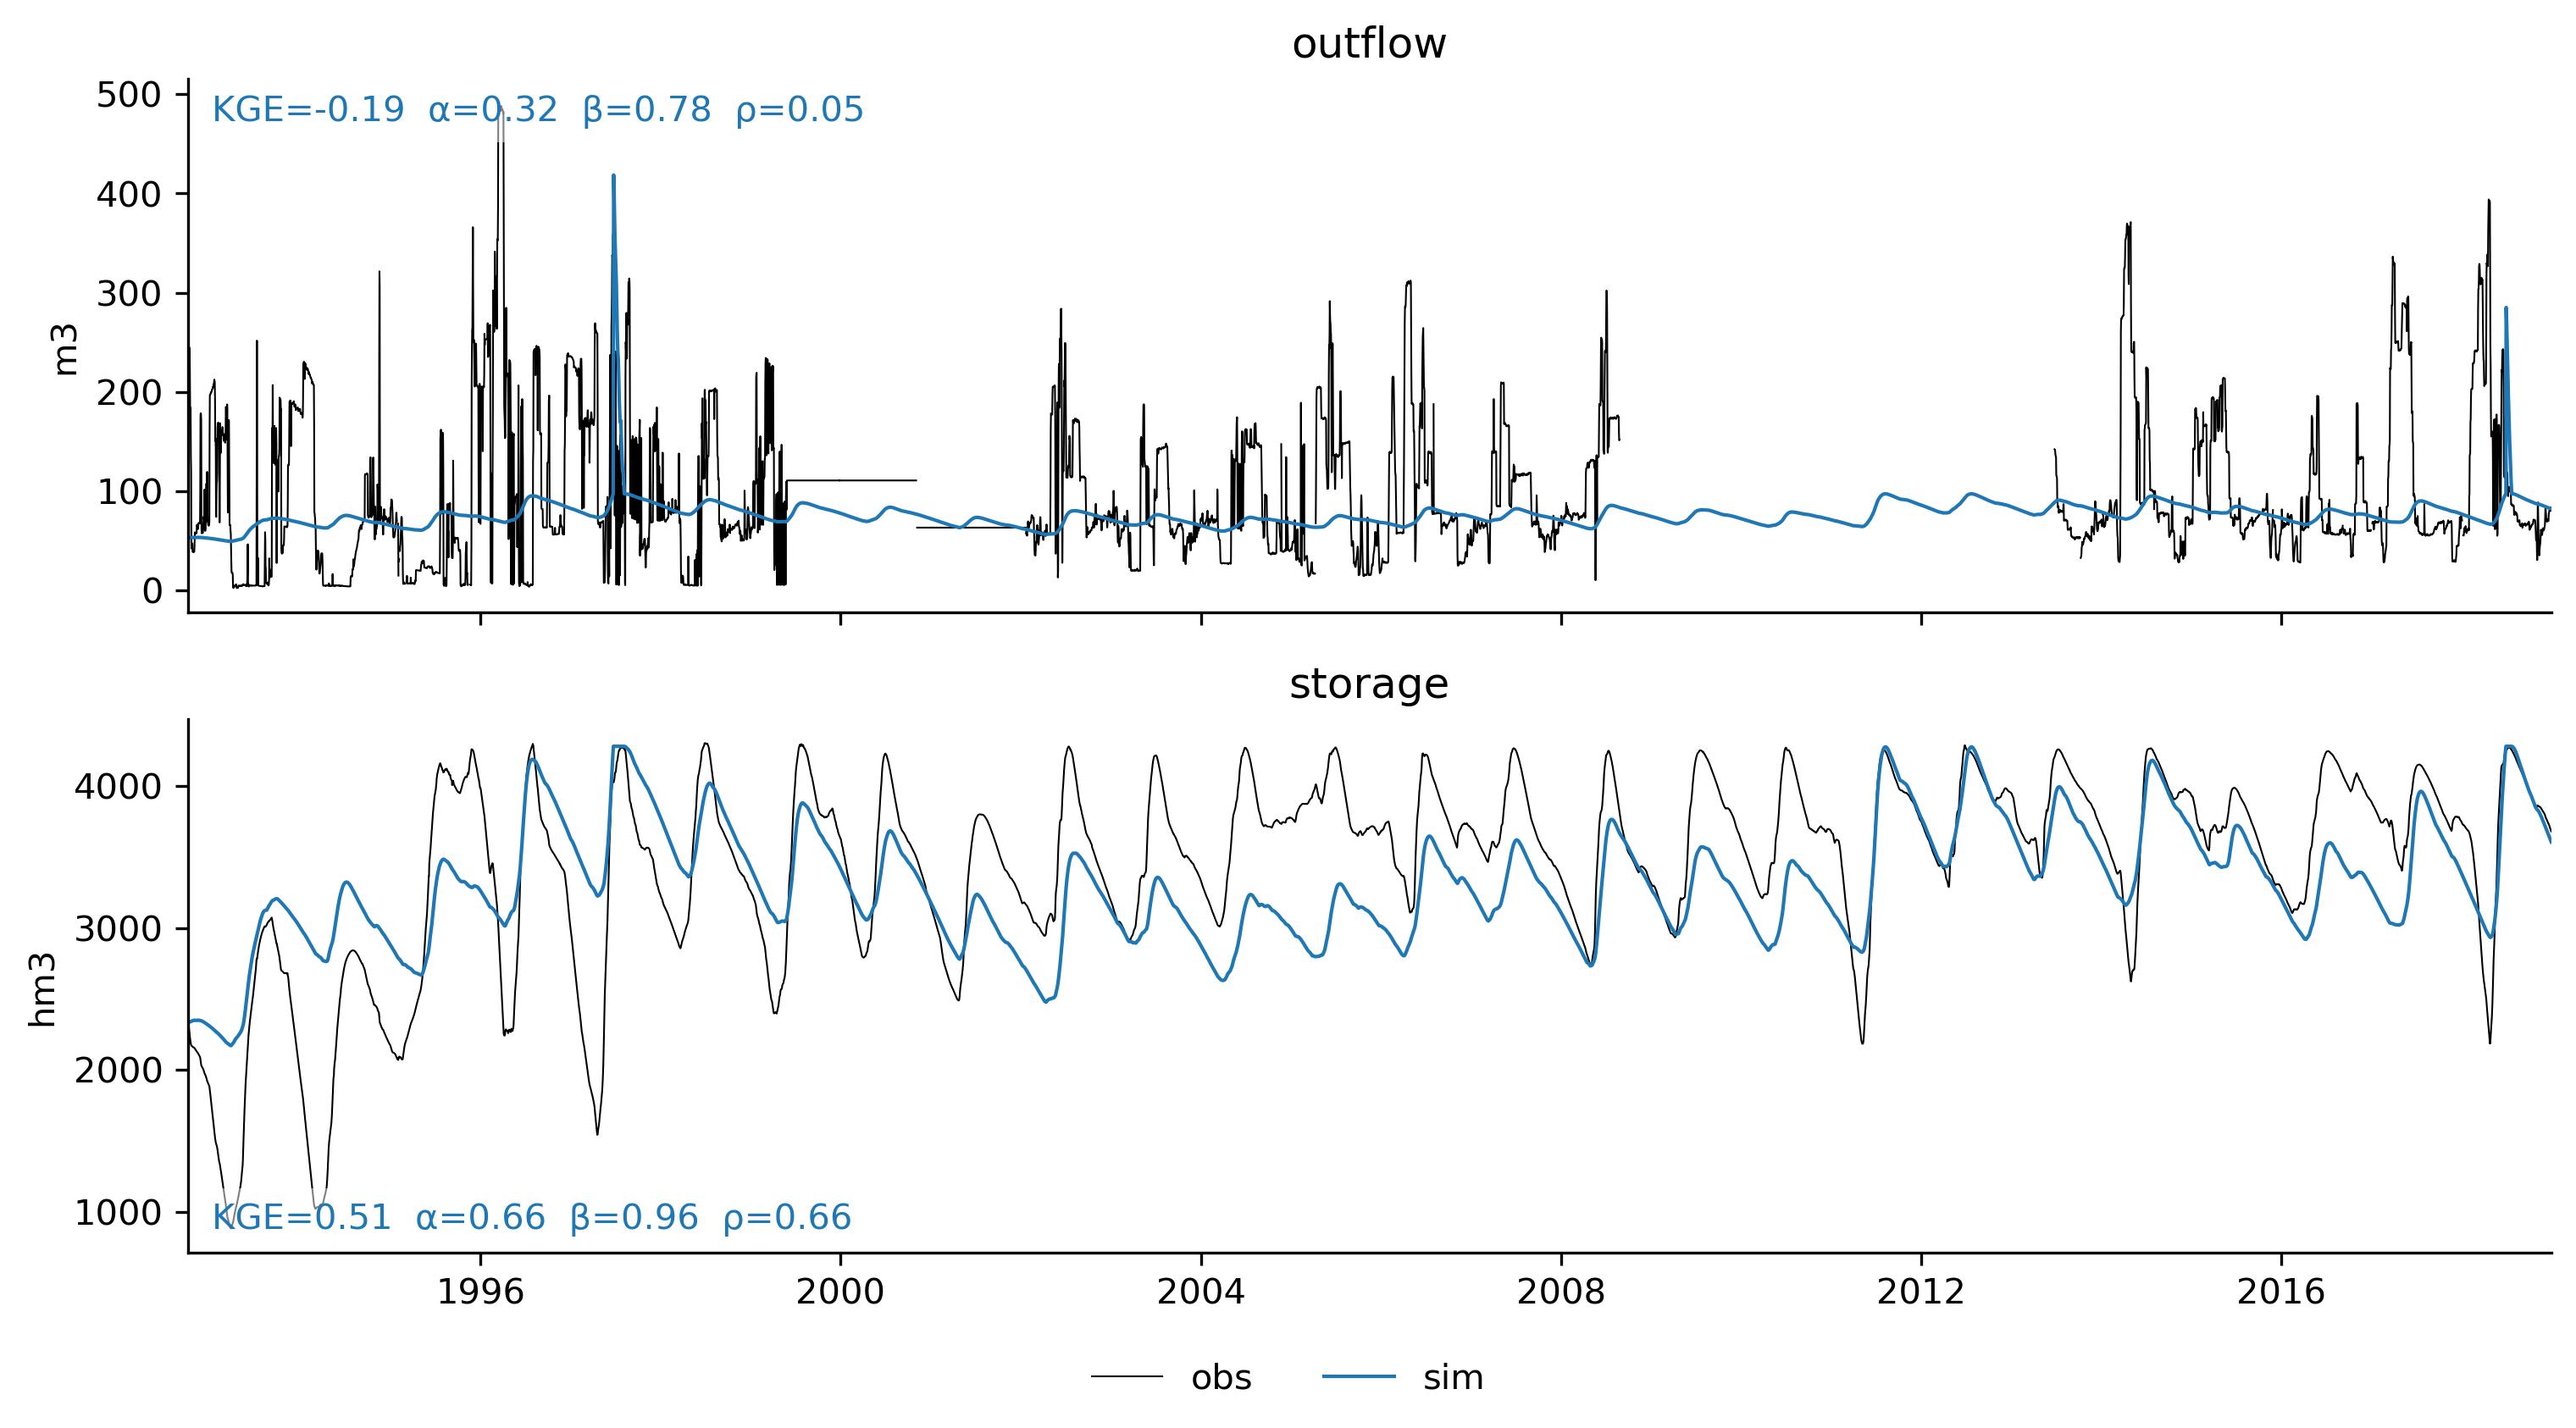 outflow
500
400
300
200
100
0
m3
KGE=-0.19 α=0.32 β=0.78 ρ=0.05
storage
4000
3000
2000
1000
hm3
KGE=0.51 α=0.66 β=0.96 ρ=0.66
1996 2000 2004 2008 2012 2016
obs sim